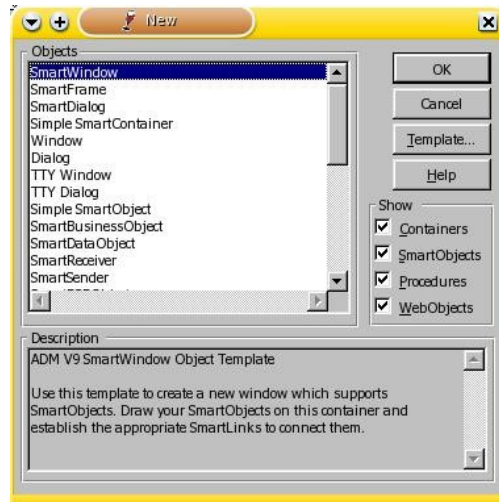 New
Objects
SmartWindow
SmartFrame
SmartDialog
Simple SmartContainer
Window
Dialog
TTY Window
TTY Dialog
Simple SmartObject
SmartBusinessObject
SmartDataObject
SmartReceiver
SmartSender
OK
Cancel
Template...
Help
Show
Containers
SmartObjects
Procedures
WebObjects
Description
ADM V9 SmartWindow Object Template
Use this template to create a new window which supports
SmartObjects. Draw your SmartObjects on this container and
establish the appropriate SmartLinks to connect them.